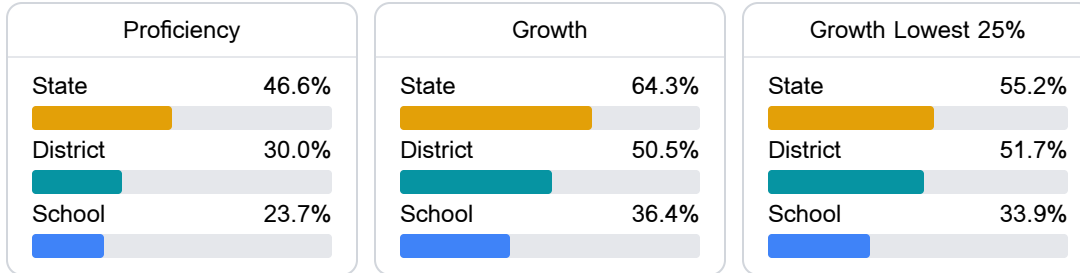 Proficiency
State 46.6%
District 30.0%
School 23.7%
Growth
State 64.3%
District 50.5%
School 36.4%
Growth Lowest 25%
State 55.2%
District 51.7%
School 33.9%